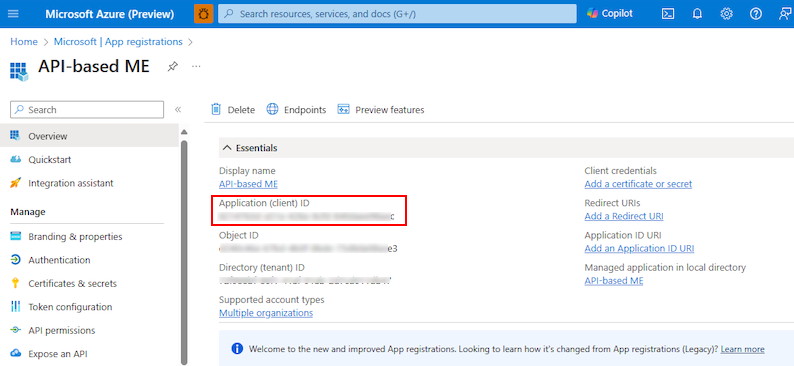 Microsoft Azure (Preview)
Search resources, services, and docs (G+/)
Copilot
Home > Microsoft | App registrations >
API-based ME
Search
Overview
Quickstart
Integration assistant
Manage
Branding & properties
Authentication
Certificates & secrets
Token configuration
API permissions
Expose an API
Delete
Endpoints
Preview features
Essentials
Display name
API-based ME
Application (client) ID
Object ID
Directory (tenant) ID
Supported account types
Multiple organizations
Client credentials
Add a certificate or secret
Redirect URIs
Add a Redirect URI
Application ID URI
Add an Application ID URI
Managed application in local directory
API-based ME
Welcome to the new and improved App registrations. Looking to learn how it's changed from App registrations (Legacy)? Learn more